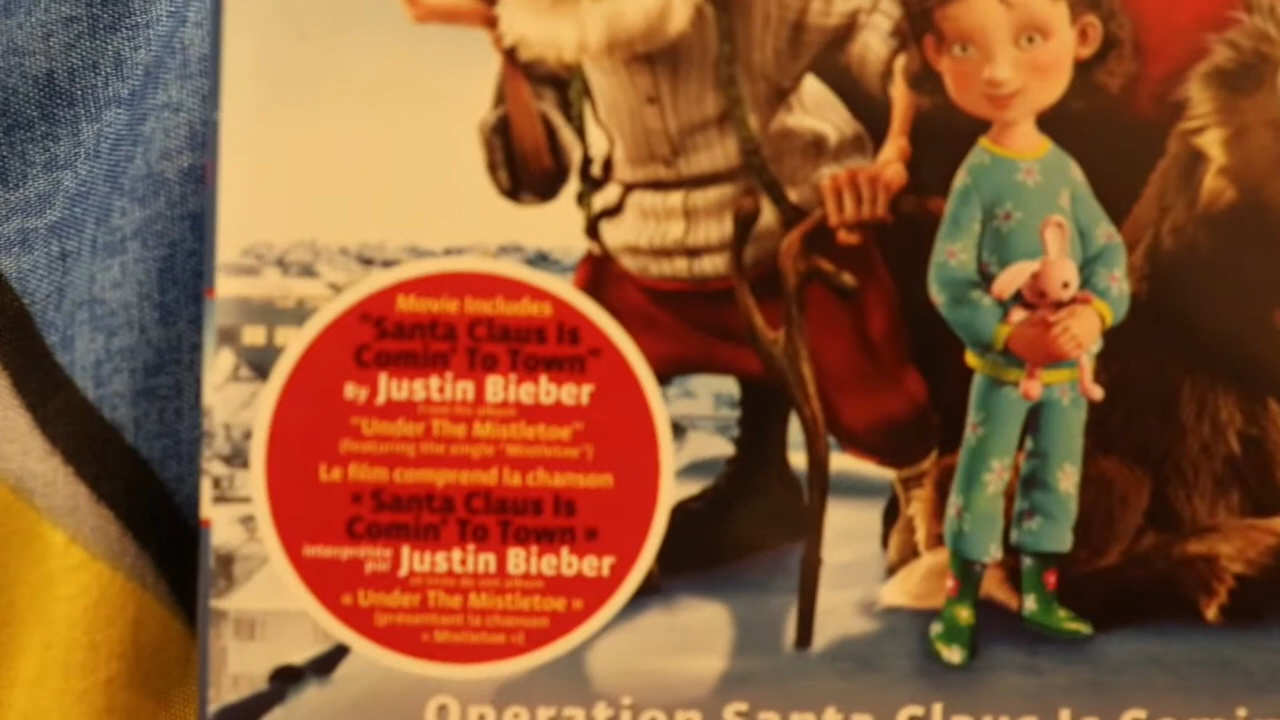 Movie Includes
"Santa Claus Is
Comin' To Town"
By Justin Bieber
from his album
"Under The Mistletoe"
(featuring the single "Mistletoe")
Le film comprend la chanson
« Santa Claus Is
Comin' To Town »
interprétée
par Justin Bieber
et tirée de son album
« Under The Mistletoe »
(présentant la chanson
« Mistletoe »)
Operation Santa Claus Is